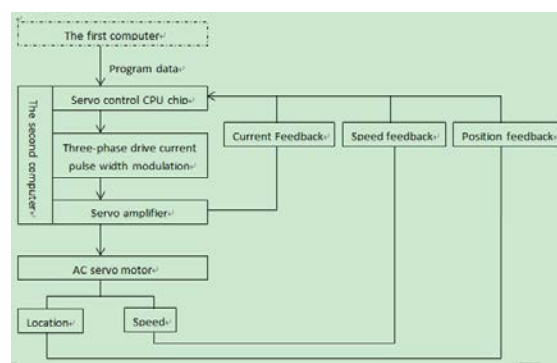 The first computer
Program data
The second computer
Servo control CPU chip
Three-phase drive current
pulse width modulation
Current Feedback
Speed feedback
Position feedback
Servo amplifier
AC servo motor
Location
Speed